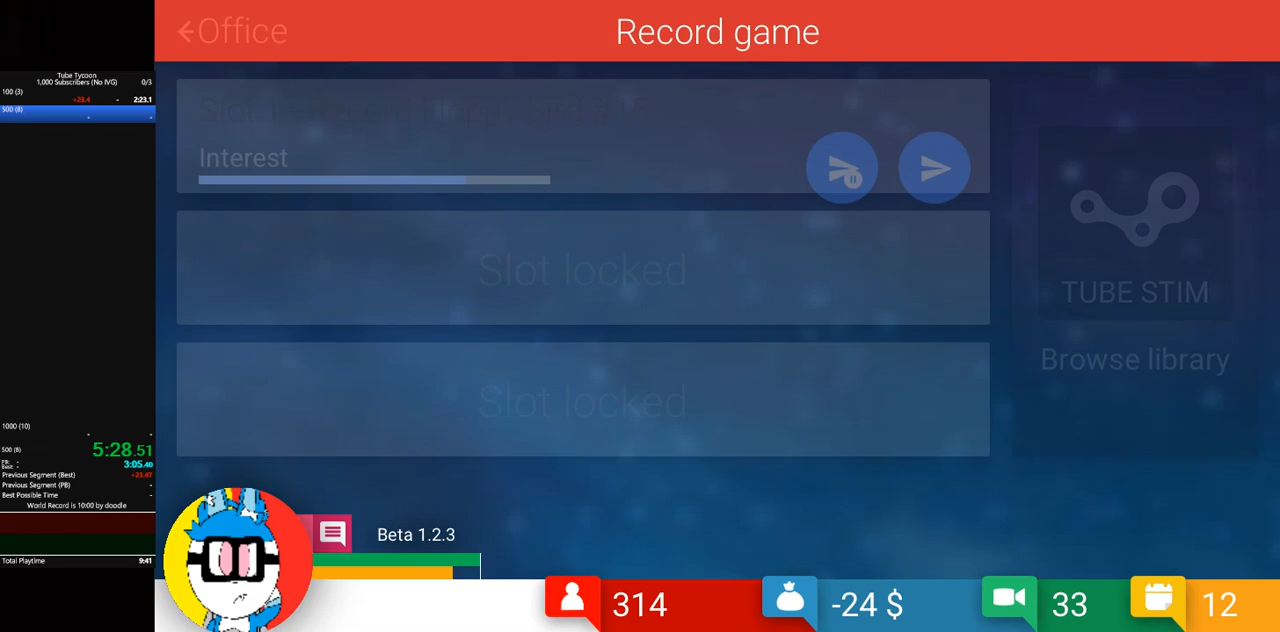 Tube Tycoon
1,000 Subscribers (No IVG) 0/3
100 (3)
+23.4 - 2:23.1
500 (8)
- -
1000 (10)
- -
500 (8) 5:28.51
PB: -
Best: - 3:05.40
Previous Segment (Best) +23.47
Previous Segment (PB) -
Best Possible Time -
World Record is 10:00 by doodle
Total Playtime 9:41
Office
Record game
Interest
Slot locked
Slot locked
TUBE STIM
Browse library
Beta 1.2.3
314
-24 $
33
12